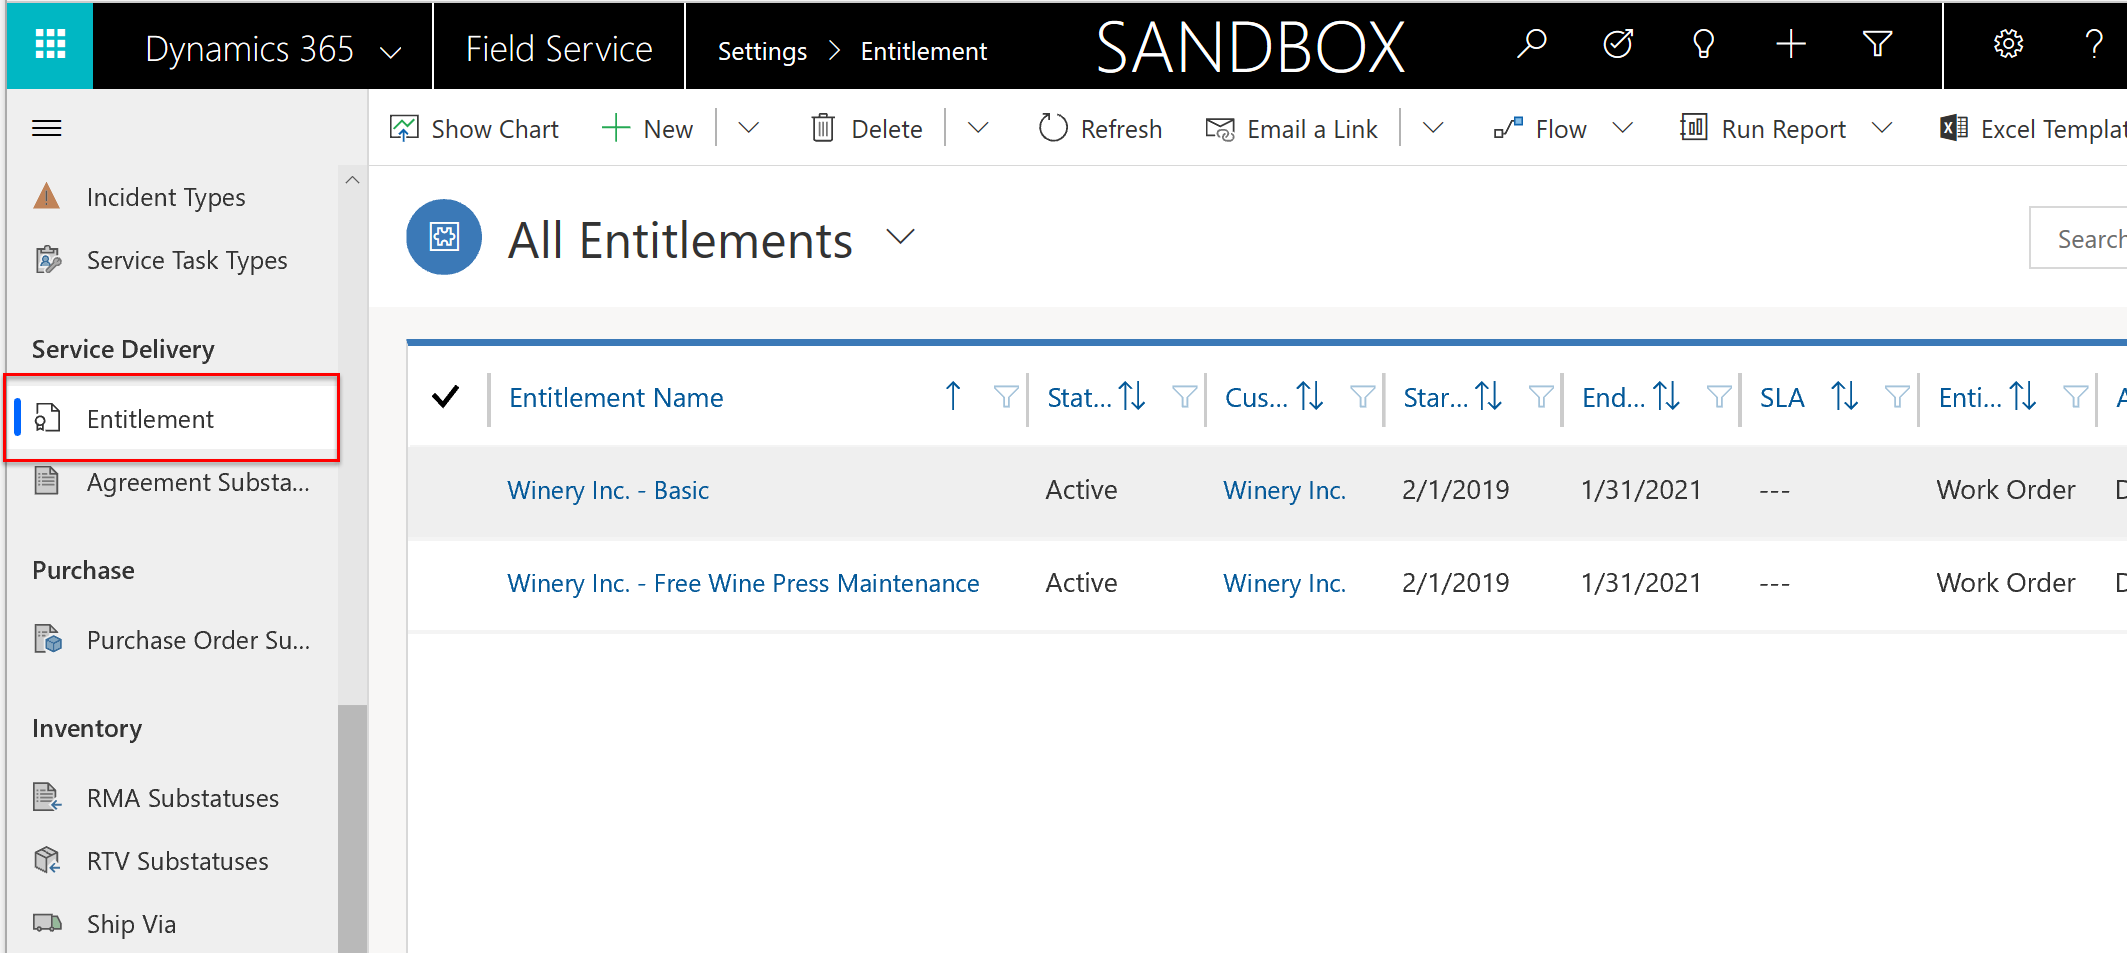 Dynamics 365 Field Service Settings > Entitlement SANDBOX ?
Show Chart New Delete Refresh Email a Link Flow Run Report Excel Templat
Incident Types
Service Task Types
Service Delivery
Entitlement
Agreement Substa...
Purchase
Purchase Order Su...
Inventory
RMA Substatuses
RTV Substatuses
Ship Via
All Entitlements
Search
Entitlement Name Stat... Cus... Star... End... SLA Enti... A
Winery Inc. - Basic Active Winery Inc. 2/1/2019 1/31/2021 --- Work Order D
Winery Inc. - Free Wine Press Maintenance Active Winery Inc. 2/1/2019 1/31/2021 --- Work Order D